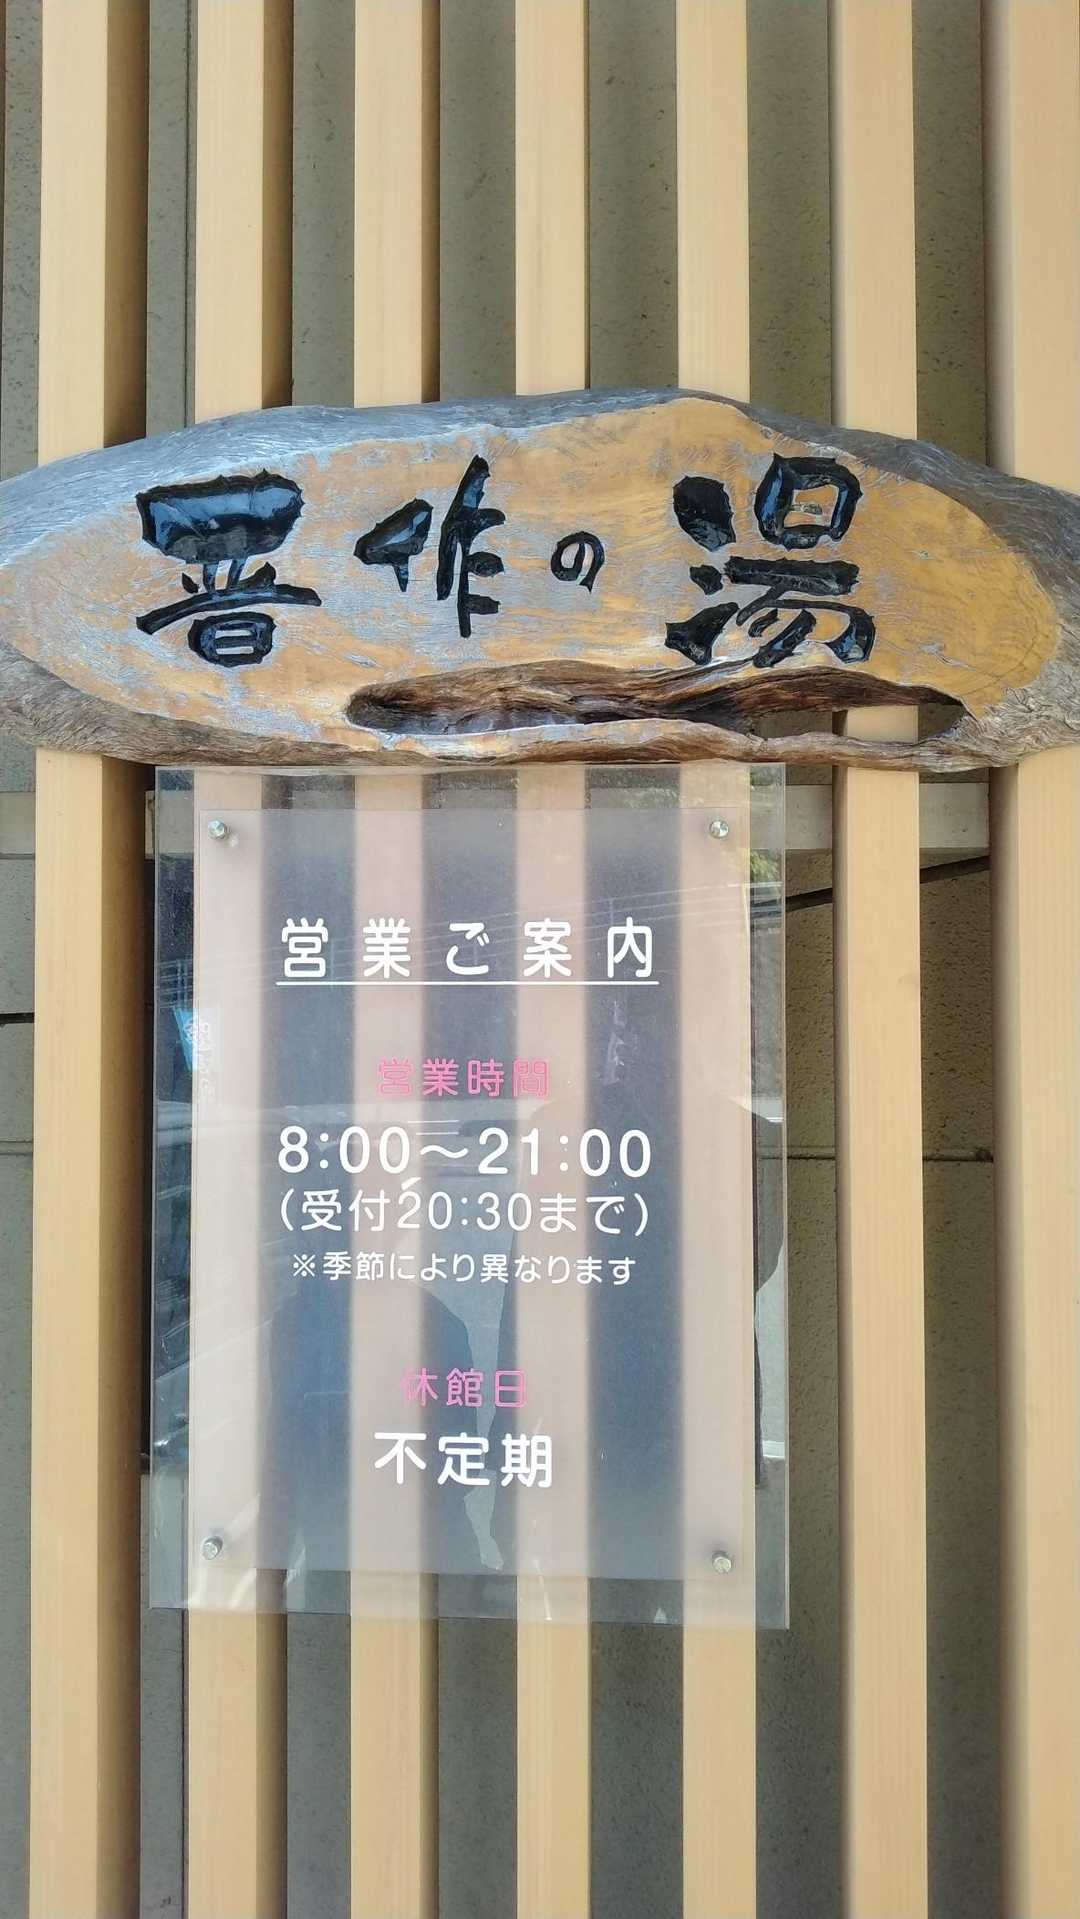 晋作の湯
営業ご案内
営業時間
8:00～21:00
(受付20:30まで)
※季節により異なります
休館日
不定期